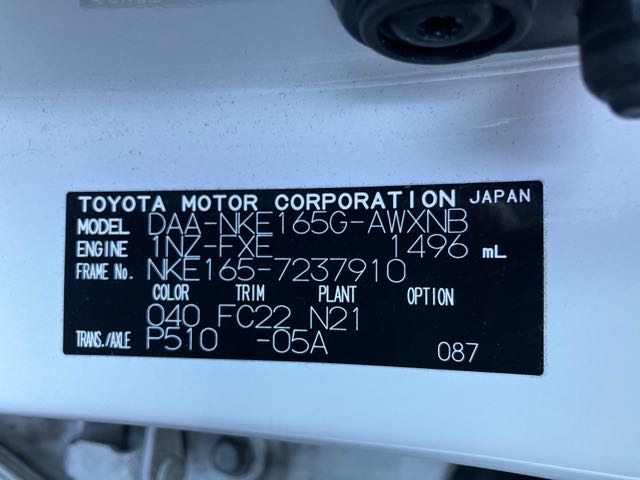 TOYOTA MOTOR CORPORATION JAPAN
MODEL DAA-NKE165G-AWXNB
ENGINE 1NZ-FXE 1496 mL
FRAME No. NKE165-7237910
COLOR TRIM PLANT OPTION
040 FC22 N21
TRANS./AXLE P510 -05A 087